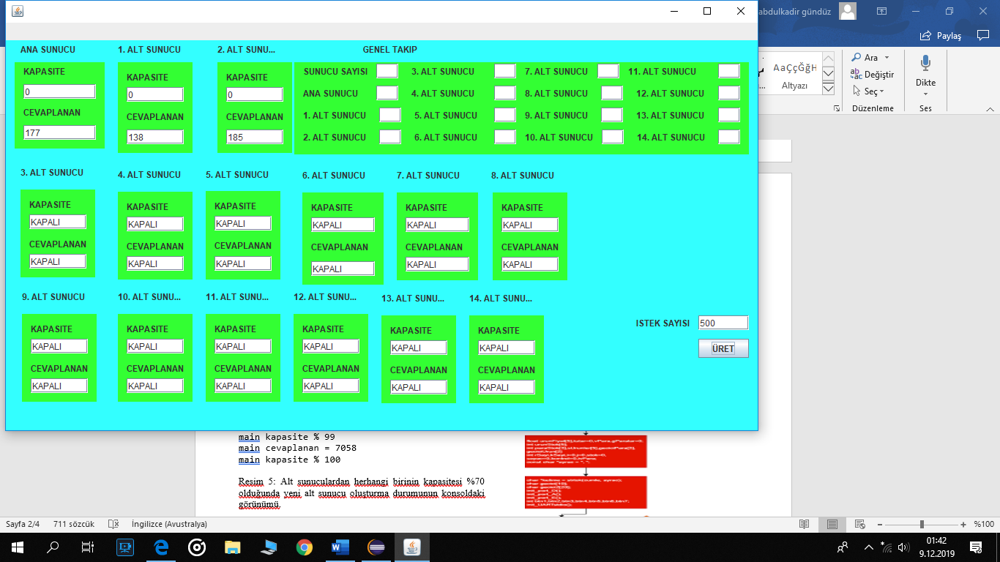 abdulkadir gündüz
Paylaş
ANA SUNUCU
1. ALT SUNUCU
2. ALT SUNU...
GENEL TAKIP
KAPASITE
0
CEVAPLANAN
177
KAPASITE
0
CEVAPLANAN
138
KAPASITE
0
CEVAPLANAN
185
SUNUCU SAYISI
3. ALT SUNUCU
7. ALT SUNUCU
11. ALT SUNUCU
ANA SUNUCU
4. ALT SUNUCU
8. ALT SUNUCU
12. ALT SUNUCU
1. ALT SUNUCU
5. ALT SUNUCU
9. ALT SUNUCU
13. ALT SUNUCU
2. ALT SUNUCU
6. ALT SUNUCU
10. ALT SUNUCU
14. ALT SUNUCU
AaÇçĞğH
Altyazı
Ara
Değiştir
Seç
Düzenleme
Dikte
Ses
3. ALT SUNUCU
KAPASITE
KAPALI
CEVAPLANAN
KAPALI
4. ALT SUNUCU
KAPASITE
KAPALI
CEVAPLANAN
KAPALI
5. ALT SUNUCU
KAPASITE
KAPALI
CEVAPLANAN
KAPALI
6. ALT SUNUCU
KAPASITE
KAPALI
CEVAPLANAN
KAPALI
7. ALT SUNUCU
KAPASITE
KAPALI
CEVAPLANAN
KAPALI
8. ALT SUNUCU
KAPASITE
KAPALI
CEVAPLANAN
KAPALI
9. ALT SUNUCU
KAPASITE
KAPALI
CEVAPLANAN
KAPALI
10. ALT SUNU...
KAPASITE
KAPALI
CEVAPLANAN
KAPALI
11. ALT SUNU...
KAPASITE
KAPALI
CEVAPLANAN
KAPALI
12. ALT SUNU...
KAPASITE
KAPALI
CEVAPLANAN
KAPALI
13. ALT SUNU...
KAPASITE
KAPALI
CEVAPLANAN
KAPALI
14. ALT SUNU...
KAPASITE
KAPALI
CEVAPLANAN
KAPALI
ISTEK SAYISI
500
ÜRET
main kapasite % 99
main cevaplanan = 7058
main kapasite % 100
Resim 5: Alt sunuculardan herhangi birinin kapasitesi %70
olduğunda yeni alt sunucu oluşturma durumunun konsoldaki
görünümü.
Sayfa 2/4
711 sözcük
İngilizce (Avustralya)
%100
01:42
9.12.2019